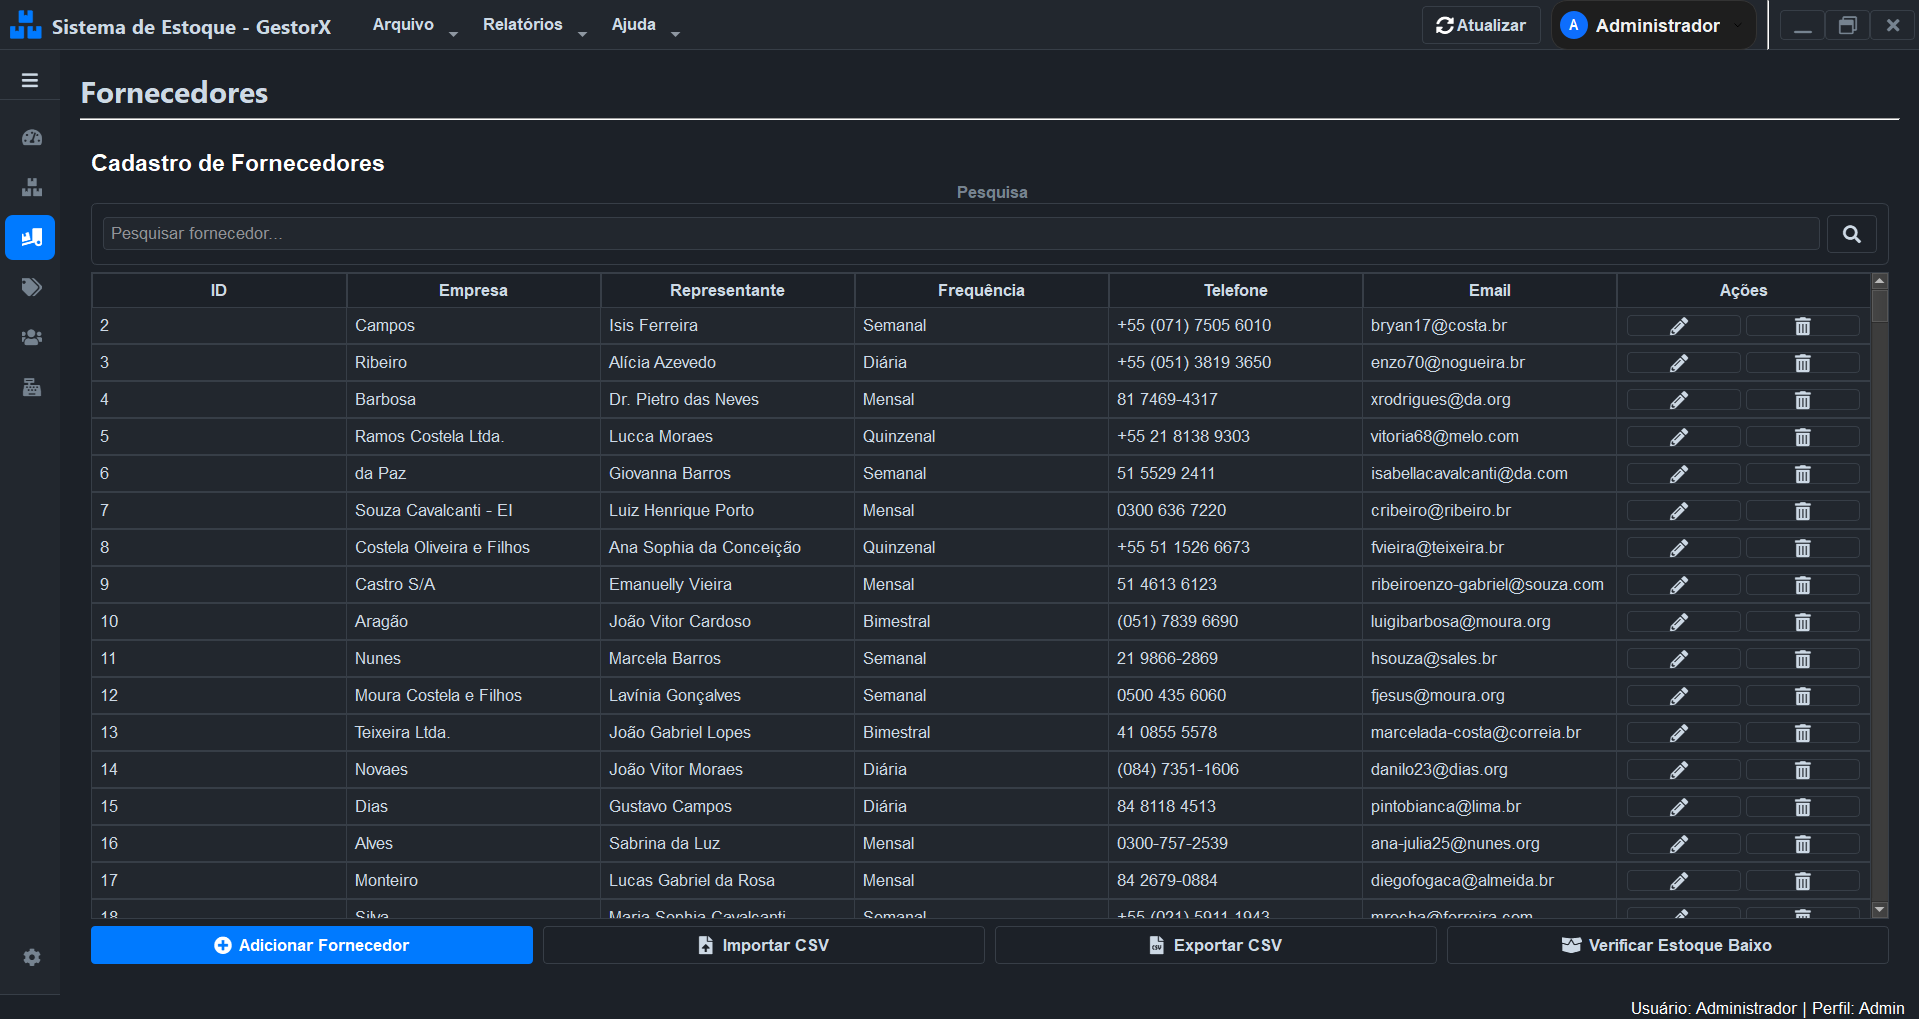 Sistema de Estoque - GestorX Arquivo Relatórios Ajuda Atualizar A Administrador
Fornecedores
Cadastro de Fornecedores
Pesquisa
Pesquisar fornecedor...
ID Empresa Representante Frequência Telefone Email Ações
2 Campos Isis Ferreira Semanal +55 (071) 7505 6010 bryan17@costa.br
3 Ribeiro Alícia Azevedo Diária +55 (051) 3819 3650 enzo70@nogueira.br
4 Barbosa Dr. Pietro das Neves Mensal 81 7469-4317 xrodrigues@da.org
5 Ramos Costela Ltda. Lucca Moraes Quinzenal +55 21 8138 9303 vitoria68@melo.com
6 da Paz Giovanna Barros Semanal 51 5529 2411 isabellacavalcanti@da.com
7 Souza Cavalcanti - EI Luiz Henrique Porto Mensal 0300 636 7220 cribeiro@ribeiro.br
8 Costela Oliveira e Filhos Ana Sophia da Conceição Quinzenal +55 51 1526 6673 fvieira@teixeira.br
9 Castro S/A Emanuelly Vieira Mensal 51 4613 6123 ribeiroenzo-gabriel@souza.com
10 Aragão João Vitor Cardoso Bimestral (051) 7839 6690 luigibarbosa@moura.org
11 Nunes Marcela Barros Semanal 21 9866-2869 hsouza@sales.br
12 Moura Costela e Filhos Lavínia Gonçalves Semanal 0500 435 6060 fjesus@moura.org
13 Teixeira Ltda. João Gabriel Lopes Bimestral 41 0855 5578 marcelada-costa@correia.br
14 Novaes João Vitor Moraes Diária (084) 7351-1606 danilo23@dias.org
15 Dias Gustavo Campos Diária 84 8118 4513 pintobianca@lima.br
16 Alves Sabrina da Luz Mensal 0300-757-2539 ana-julia25@nunes.org
17 Monteiro Lucas Gabriel da Rosa Mensal 84 2679-0884 diegofogaca@almeida.br
18 Silva Maria Sophia Cavalcanti Semanal +55 (021) 5911 1943 mrocha@ferreira.com
Adicionar Fornecedor Importar CSV Exportar CSV Verificar Estoque Baixo
Usuário: Administrador | Perfil: Admin